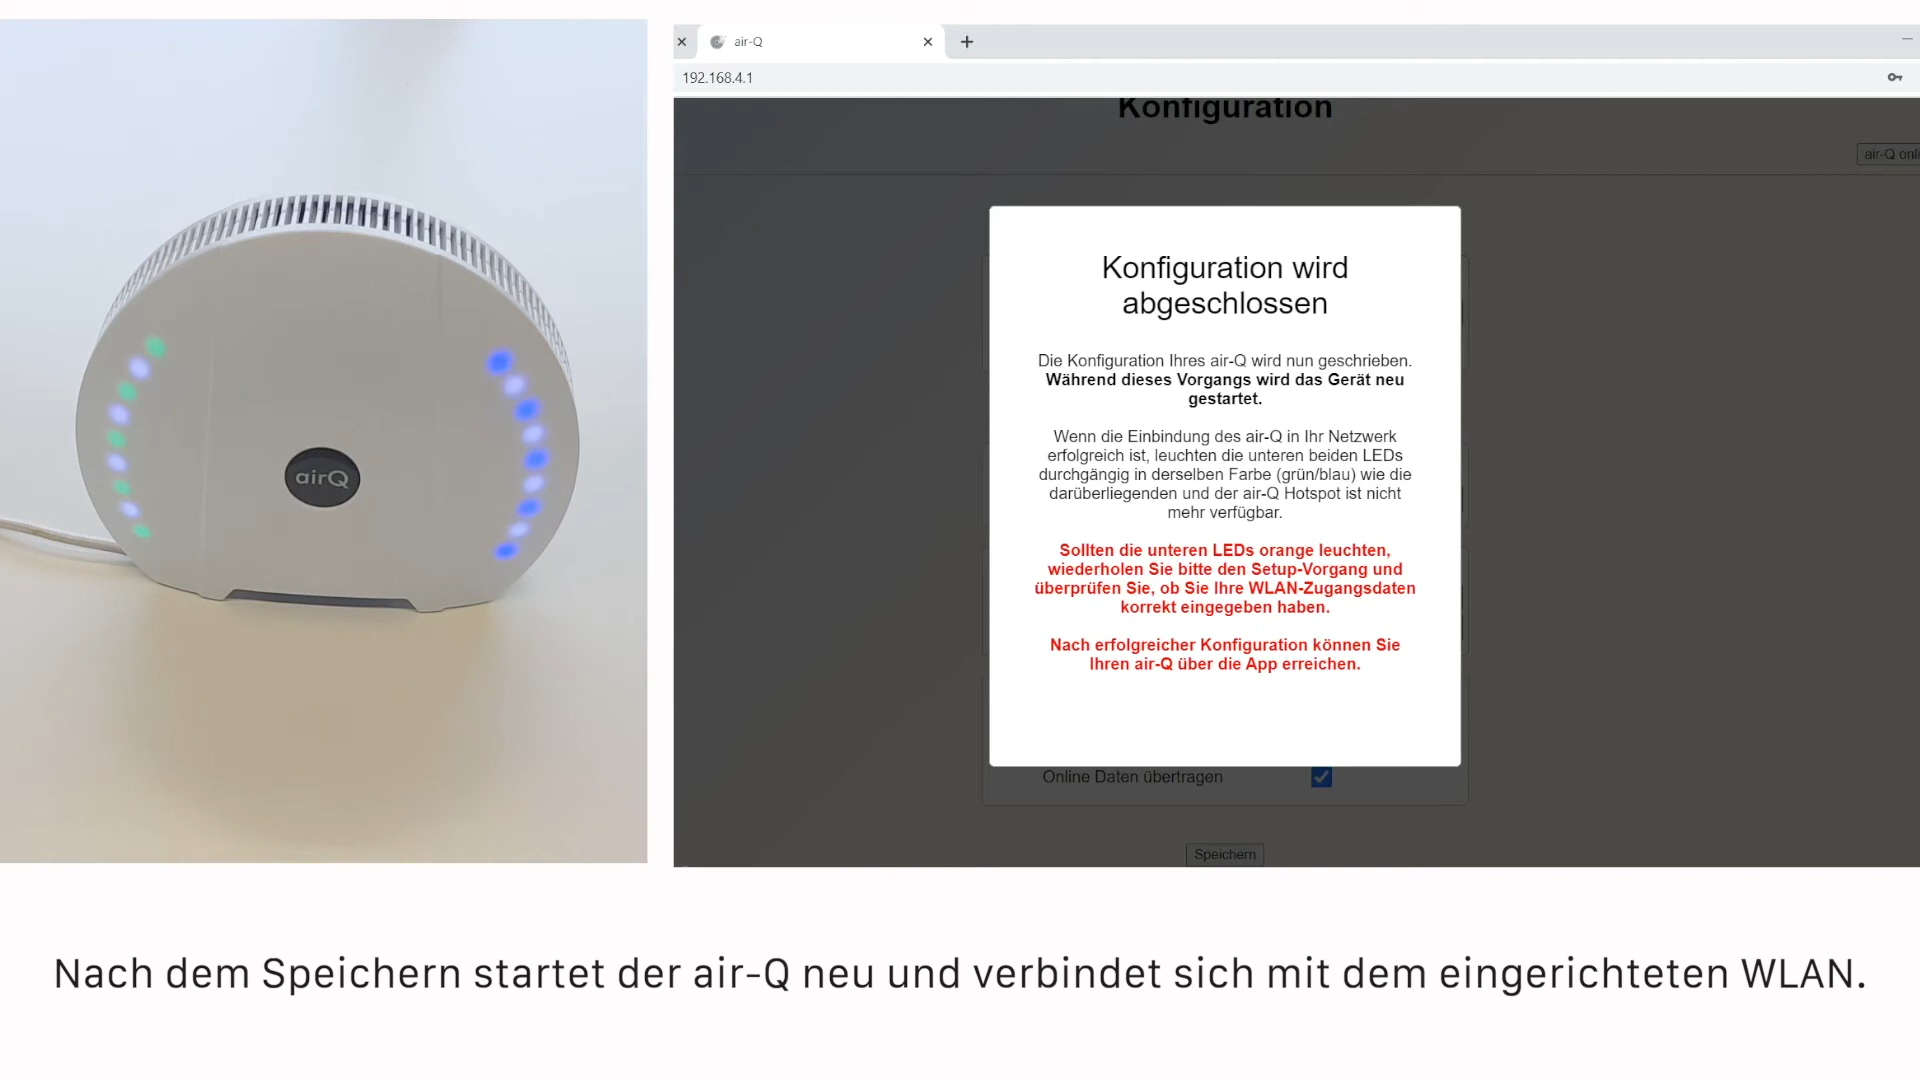 air-Q
192.168.4.1
Konfiguration
air-Q onli
Konfiguration wird
abgeschlossen
Die Konfiguration Ihres air-Q wird nun geschrieben.
Während dieses Vorgangs wird das Gerät neu
gestartet.
Wenn die Einbindung des air-Q in Ihr Netzwerk
erfolgreich ist, leuchten die unteren beiden LEDs
durchgängig in derselben Farbe (grün/blau) wie die
darüberliegenden und der air-Q Hotspot ist nicht
mehr verfügbar.
Sollten die unteren LEDs orange leuchten,
wiederholen Sie bitte den Setup-Vorgang und
überprüfen Sie, ob Sie Ihre WLAN-Zugangsdaten
korrekt eingegeben haben.
Nach erfolgreicher Konfiguration können Sie
Ihren air-Q über die App erreichen.
Online Daten übertragen
Speichern
airQ
Nach dem Speichern startet der air-Q neu und verbindet sich mit dem eingerichteten WLAN.